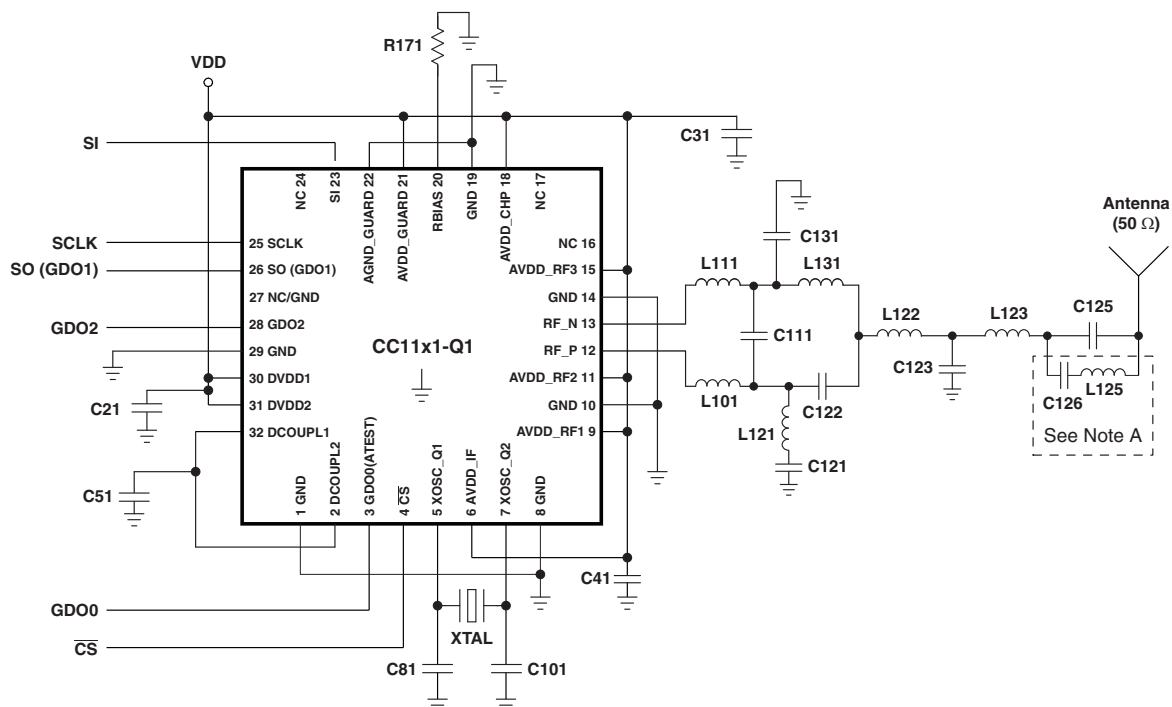 R171
VDD
C31
SI
NC 24
SI 23
AGND_GUARD 22
AVDD_GUARD 21
RBIAS 20
GND 19
AVDD_CHP 18
NC 17
Antenna
(50 Ω)
SCLK
25 SCLK
NC 16
C131
SO (GDO1)
26 SO (GDO1)
AVDD_RF3 15
L111
L131
27 NC/GND
GND 14
GDO2
28 GDO2
RF_N 13
L122
L123
C125
29 GND
CC11x1-Q1
RF_P 12
C111
C123
30 DVDD1
AVDD_RF2 11
C126
L125
C21
31 DVDD2
GND 10
L101
C122
32 DCOUPL1
AVDD_RF1 9
L121
See Note A
C51
C121
1 GND
2 DCOUPL2
3 GDO0(ATEST)
4 CS
5 XOSC_Q1
6 AVDD_IF
7 XOSC_Q2
8 GND
C41
GDO0
XTAL
CS
C81
C101